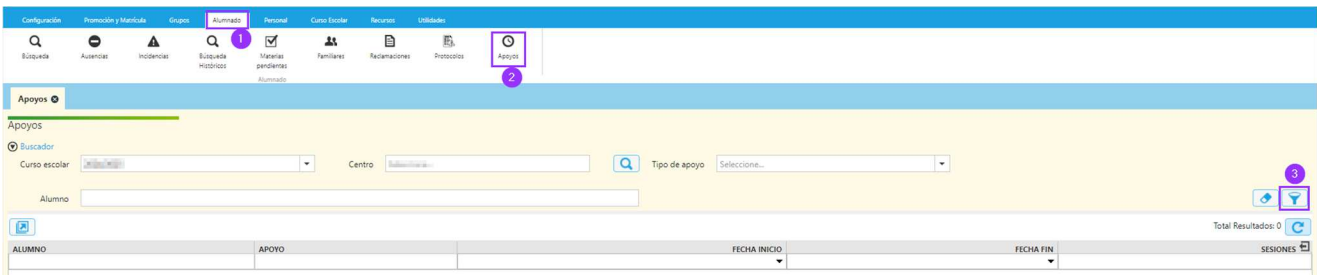 Configuración Promoción y Matrícula Grupos Alumnado Personal Curso Escolar Recursos Utilidades
1
Búsqueda Ausencias Incidencias Búsqueda Históricos Materias pendientes Familiares Reclamaciones Protocolos Apoyos
2
Alumnado
Apoyos
Apoyos
Buscador
Curso escolar Centro Tipo de apoyo Seleccione...
3
Alumno
Total Resultados: 0
ALUMNO APOYO FECHA INICIO FECHA FIN SESIONES